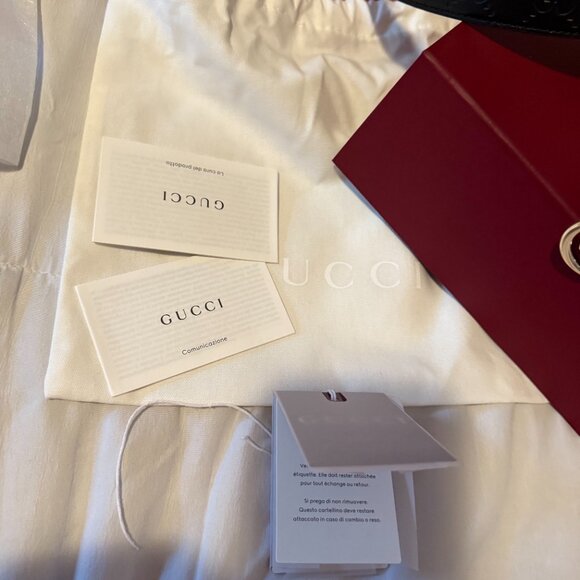 La cura del prodotto
GUCCI
UCCI
GUCCI
Comunicazione
étiquette. Elle doit rester attachée
pour tout échange ou retour.
Si prega di non rimuovere.
Questo cartellino deve restare
attaccato in caso di cambio o reso.